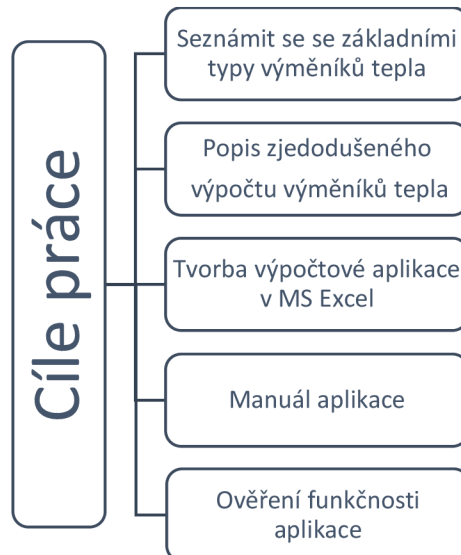 Cíle práce
Seznámit se se základními
typy výměníků tepla
Popis zjedodušeného
výpočtu výměníků tepla
Tvorba výpočtové aplikace
v MS Excel
Manuál aplikace
Ověření funkčnosti
aplikace